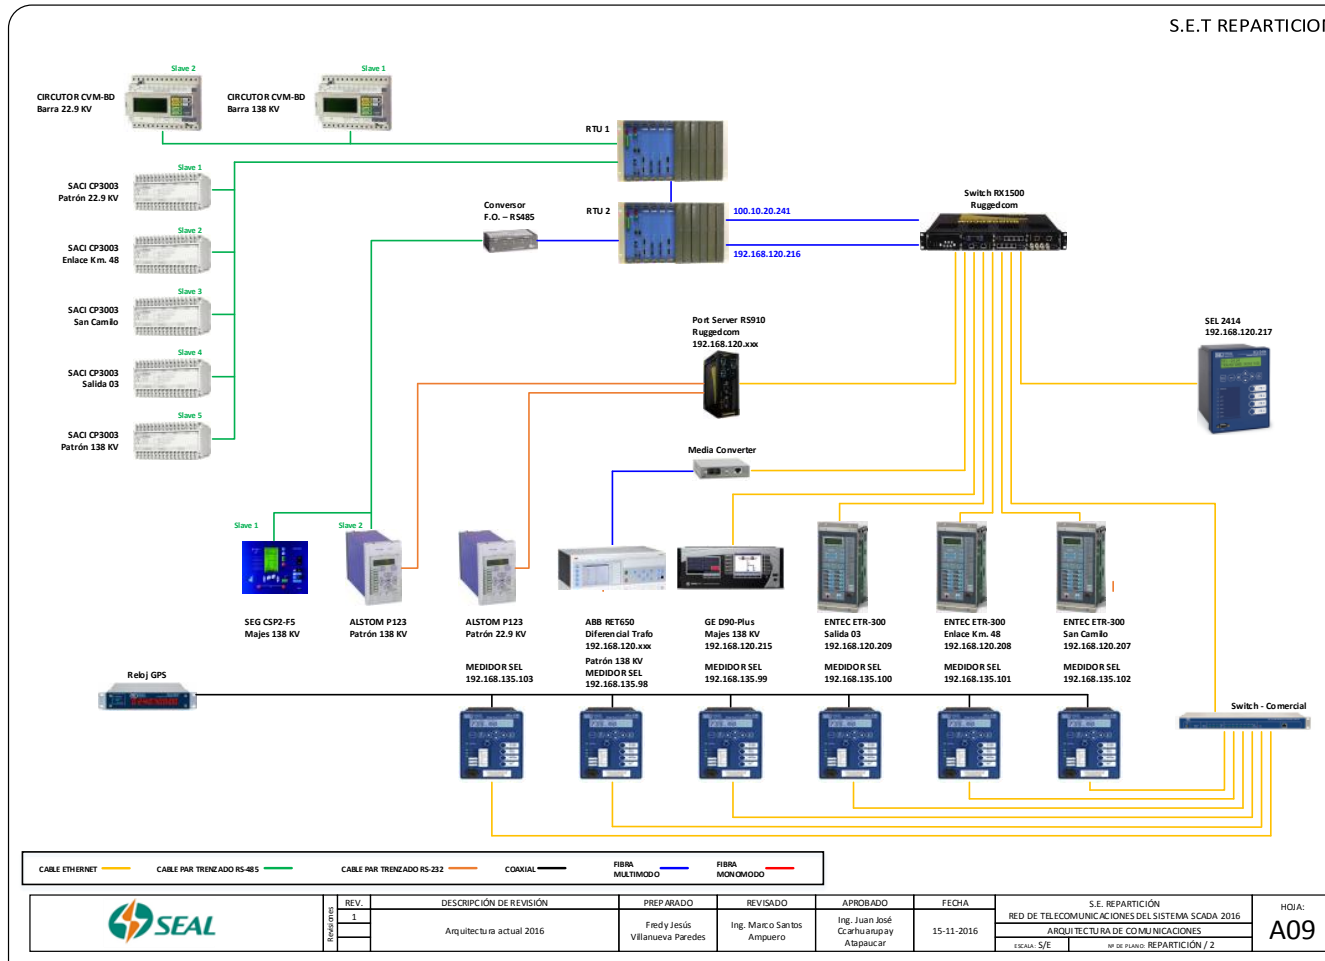 S.E.T REPARTICION
Slave 2
Slave 1
CIRCUTOR CVM-BD
Barra 22.9 KV
CIRCUTOR CVM-BD
Barra 138 KV
RTU 1
Slave 1
SACI CP3003
Patrón 22.9 KV
Slave 2
SACI CP3003
Enlace Km. 48
Slave 3
SACI CP3003
San Camilo
Slave 4
SACI CP3003
Salida 03
Slave 5
SACI CP3003
Patrón 138 KV
Conversor
F.O. – RS485
RTU 2
100.10.20.241
192.168.120.216
Switch RX1500
Ruggedcom
Port Server RS910
Ruggedcom
192.168.120.xxx
SEL 2414
192.168.120.217
Media Converter
Slave 1
Slave 2
SEG CSP2-F5
Majes 138 KV
ALSTOM P123
Patrón 138 KV
ALSTOM P123
Patrón 22.9 KV
ABB RET650
Diferencial Trafo
192.168.120.xxx
GE D90-Plus
Majes 138 KV
192.168.120.215
ENTEC ETR-300
Salida 03
192.168.120.209
ENTEC ETR-300
Enlace Km. 48
192.168.120.208
ENTEC ETR-300
San Camilo
192.168.120.207
Reloj GPS
MEDIDOR SEL
192.168.135.103
Patrón 138 KV
MEDIDOR SEL
192.168.135.98
MEDIDOR SEL
192.168.135.99
MEDIDOR SEL
192.168.135.100
MEDIDOR SEL
192.168.135.101
MEDIDOR SEL
192.168.135.102
Switch - Comercial
CABLE ETHERNET
CABLE PAR TRENZADO RS-485
CABLE PAR TRENZADO RS-232
COAXIAL
FIBRA
MULTIMODO
FIBRA
MONOMODO
SEAL
Revisiones
REV.
DESCRIPCIÓN DE REVISIÓN
PREPARADO
REVISADO
APROBADO
FECHA
1
Arquitectura actual 2016
Fredy Jesús
Villanueva Paredes
Ing. Marco Santos
Ampuero
Ing. Juan José
Ccarhuarupay
Atapaucar
15-11-2016
S.E. REPARTICIÓN
RED DE TELECOMUNICACIONES DEL SISTEMA SCADA 2016
ARQUITECTURA DE COMUNICACIONES
ESCALA: S/E
Nº DE PLANO: REPARTICIÓN / 2
HOJA:
A09